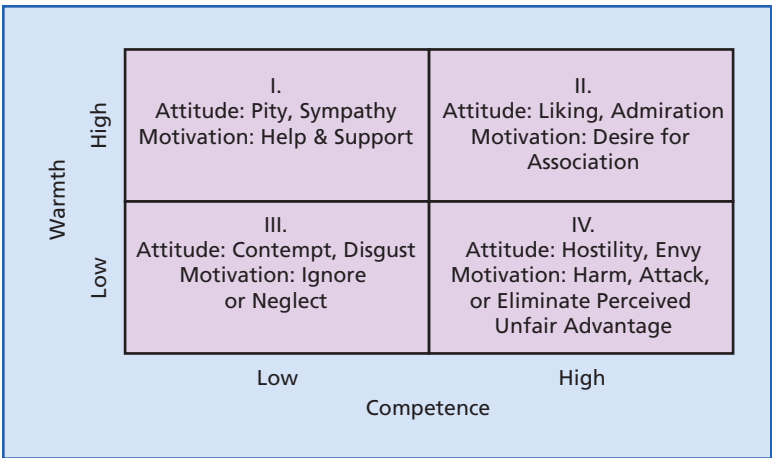 I.
Attitude: Pity, Sympathy
Motivation: Help & Support
II.
Attitude: Liking, Admiration
Motivation: Desire for
Association
High
Warmth
Low
III.
Attitude: Contempt, Disgust
Motivation: Ignore
or Neglect
IV.
Attitude: Hostility, Envy
Motivation: Harm, Attack,
or Eliminate Perceived
Unfair Advantage
Low
High
Competence